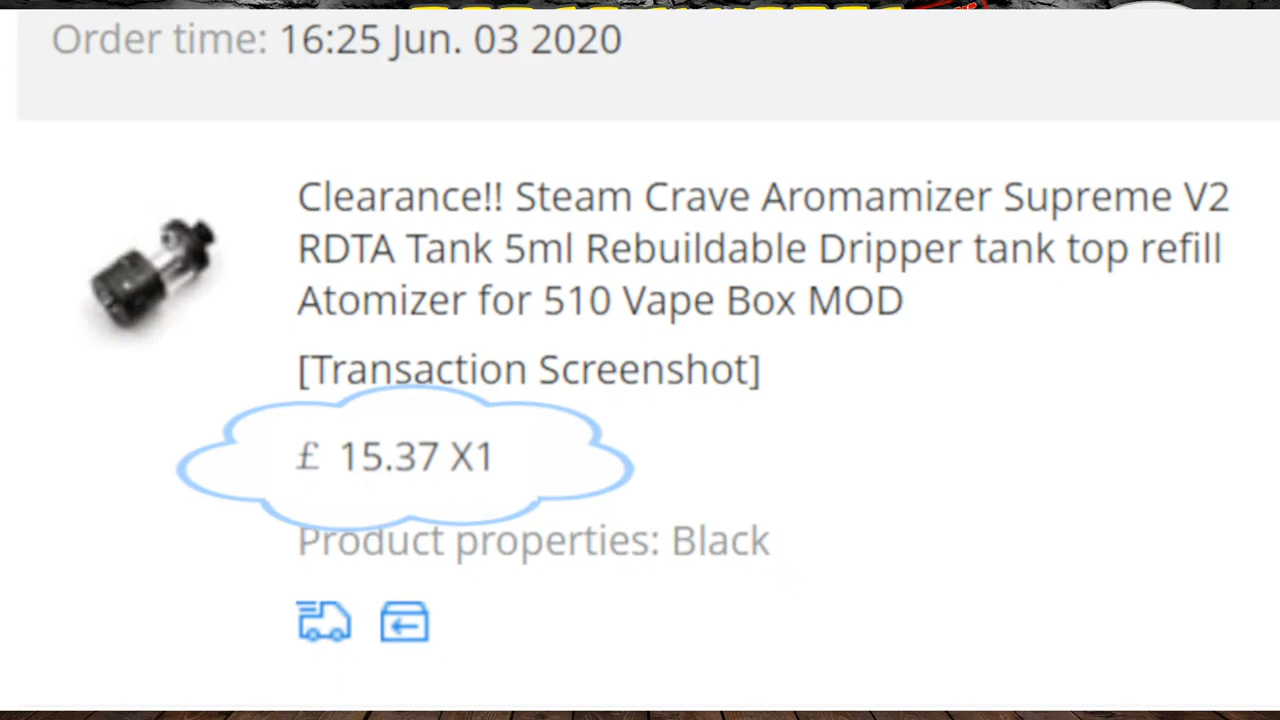 Order time: 16:25 Jun. 03 2020
Clearance!! Steam Crave Aromamizer Supreme V2
RDTA Tank 5ml Rebuildable Dripper tank top refill
Atomizer for 510 Vape Box MOD
[Transaction Screenshot]
£ 15.37 X1
Product properties: Black